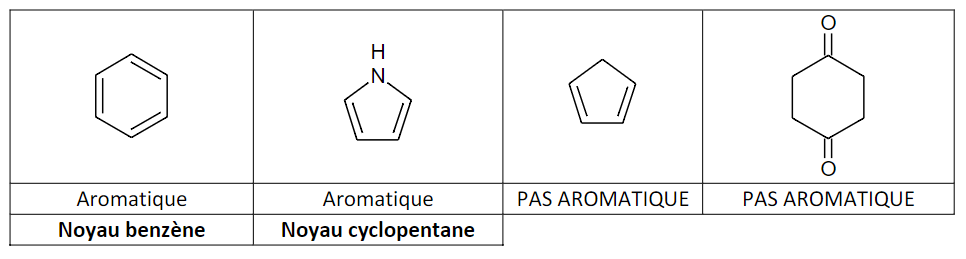 H
N
O
O
Aromatique
Aromatique
PAS AROMATIQUE
PAS AROMATIQUE
Noyau benzène
Noyau cyclopentane